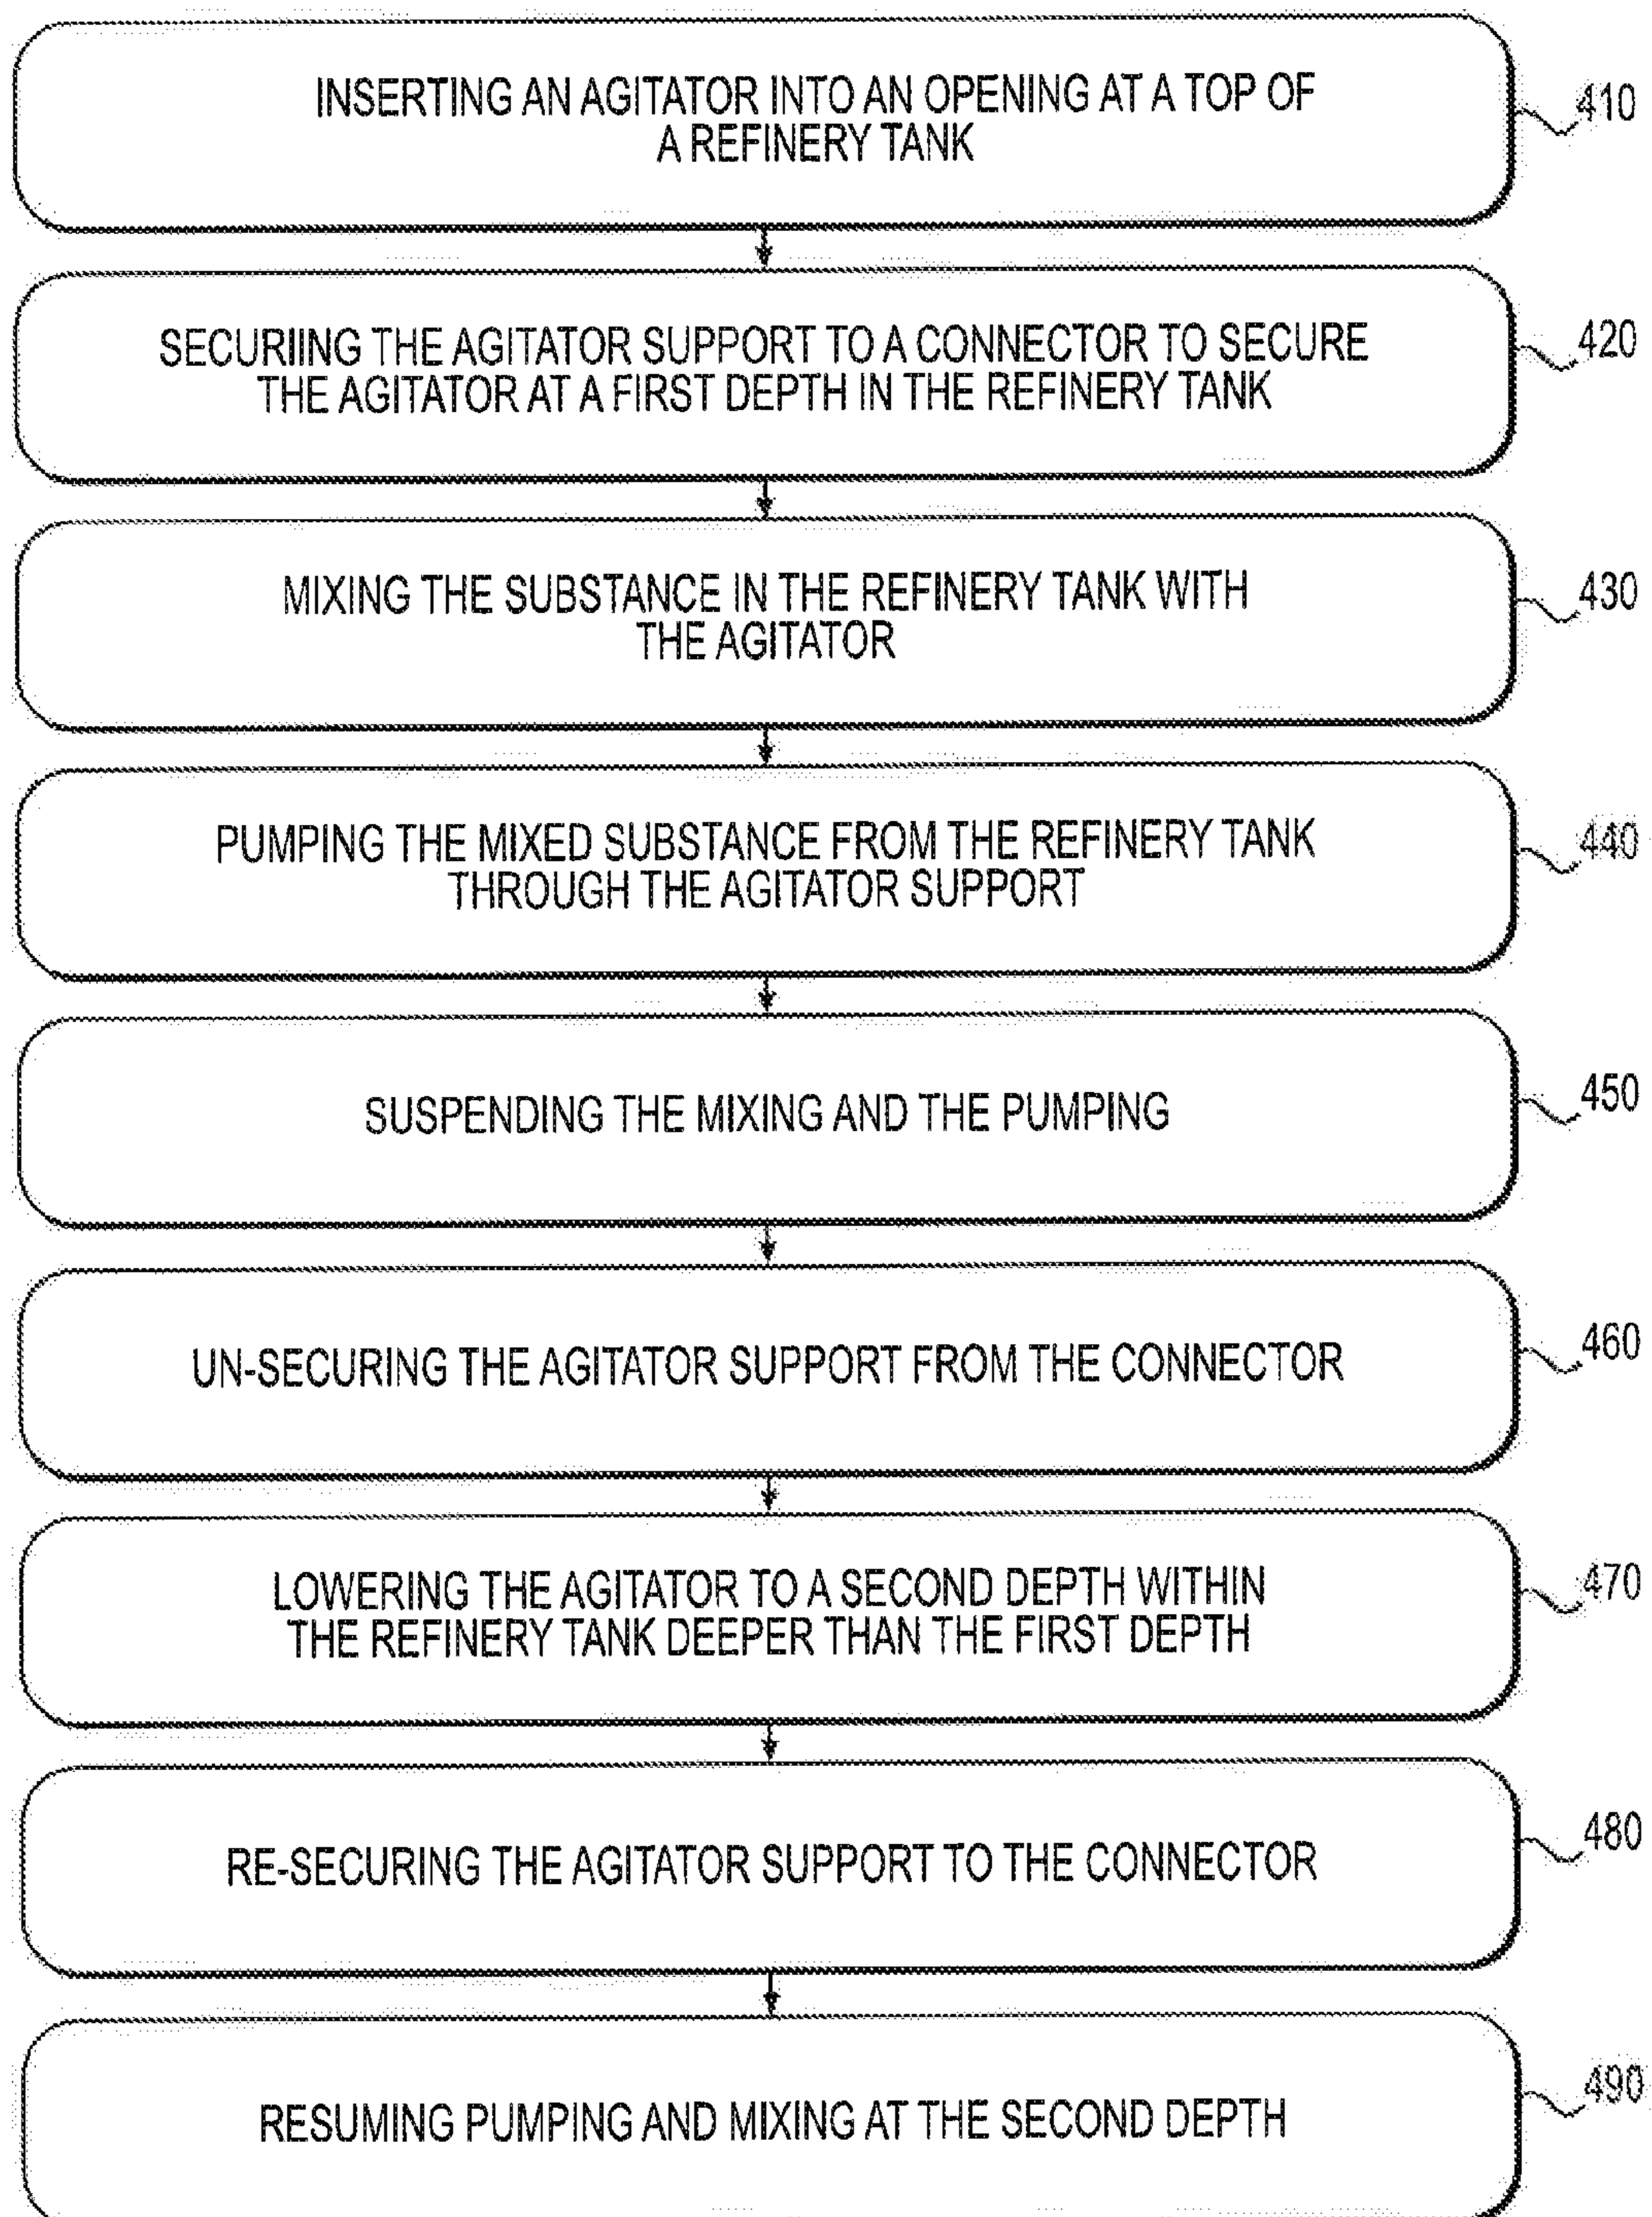 INSERTING AN AGITATOR INTO AN OPENING AT A TOP OF
A REFINERY TANK
410
SECURIING THE AGITATOR SUPPORT TO A CONNECTOR TO SECURE
THE AGITATOR AT A FIRST DEPTH IN THE REFINERY TANK
420
MIXING THE SUBSTANCE IN THE REFINERY TANK WITH
THE AGITATOR
430
PUMPING THE MIXED SUBSTANCE FROM THE REFINERY TANK
THROUGH THE AGITATOR SUPPORT
440
SUSPENDING THE MIXING AND THE PUMPING
450
UN-SECURING THE AGITATOR SUPPORT FROM THE CONNECTOR
460
LOWERING THE AGITATOR TO A SECOND DEPTH WITHIN
THE REFINERY TANK DEEPER THAN THE FIRST DEPTH
470
RE-SECURING THE AGITATOR SUPPORT TO THE CONNECTOR
480
RESUMING PUMPING AND MIXING AT THE SECOND DEPTH
490